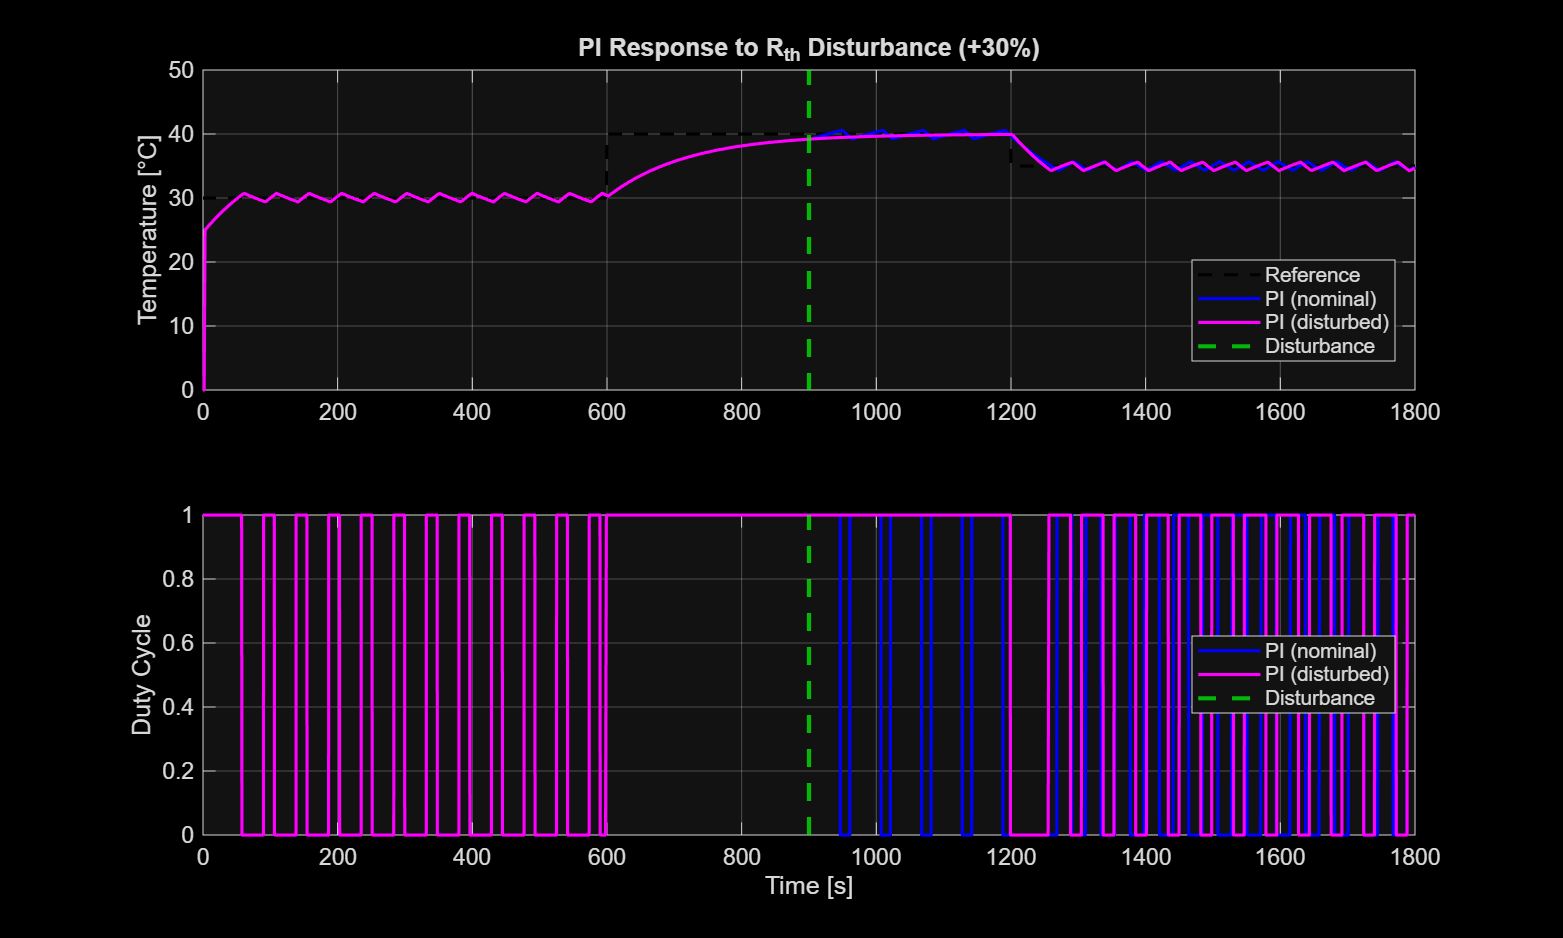 PI Response to Rth Disturbance (+30%)
Temperature [°C]
50
40
30
20
10
0
0 200 400 600 800 1000 1200 1400 1600 1800
Reference
PI (nominal)
PI (disturbed)
Disturbance
Duty Cycle
1
0.8
0.6
0.4
0.2
0
0 200 400 600 800 1000 1200 1400 1600 1800
Time [s]
PI (nominal)
PI (disturbed)
Disturbance